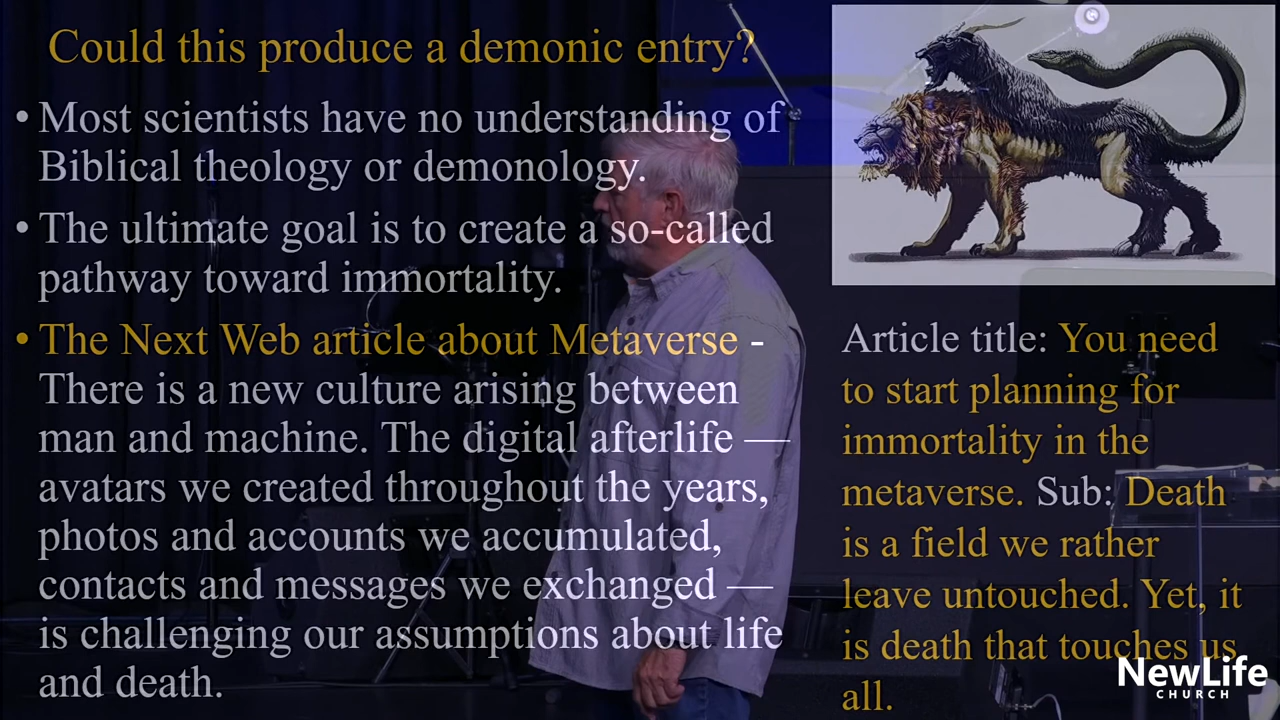 Could this produce a demonic entry?
• Most scientists have no understanding of
Biblical theology or demonology.
• The ultimate goal is to create a so-called
pathway toward immortality.
• The Next Web article about Metaverse -
There is a new culture arising between
man and machine. The digital afterlife —
avatars we created throughout the years,
photos and accounts we accumulated,
contacts and messages we exchanged —
is challenging our assumptions about life
and death.
Article title: You need
to start planning for
immortality in the
metaverse. Sub: Death
is a field we rather
leave untouched. Yet, it
is death that touches us
all.
NewLife
CHURCH